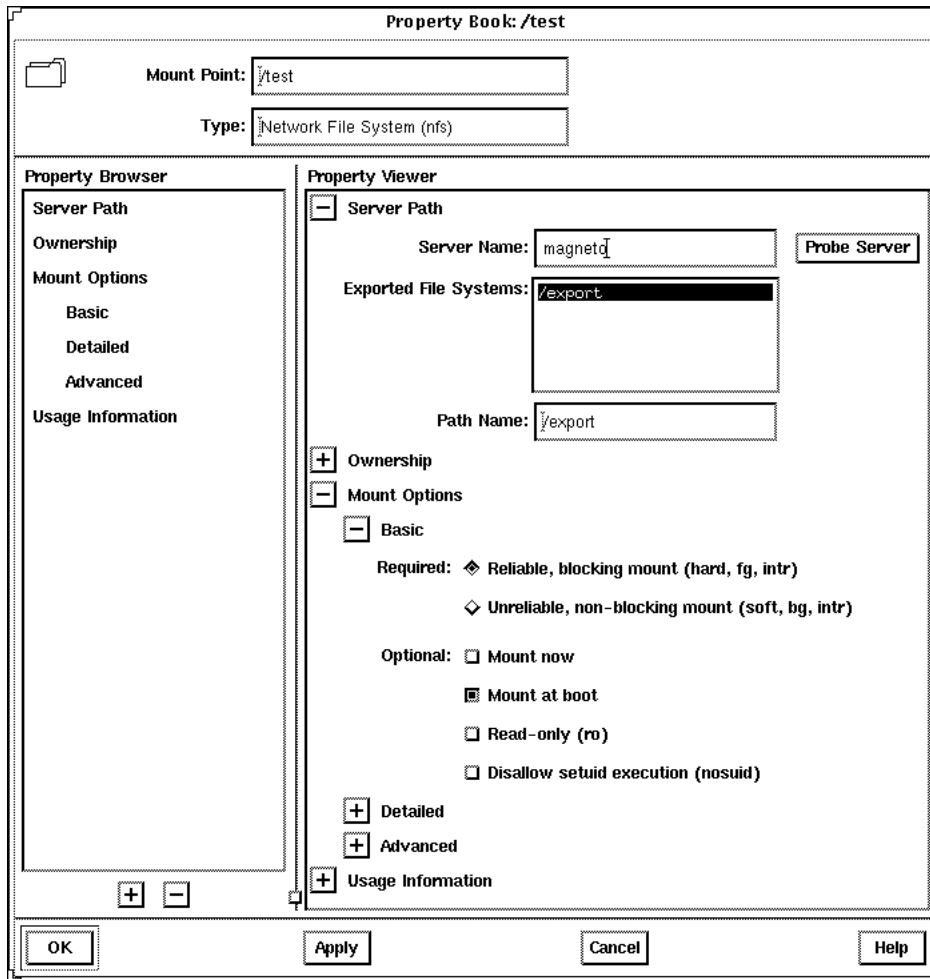 Property Book: /test
Mount Point: /test
Type: Network File System (nfs)
Property Browser
Server Path
Ownership
Mount Options
Basic
Detailed
Advanced
Usage Information
+ −
Property Viewer
− Server Path
Server Name: magneto Probe Server
Exported File Systems: /export
Path Name: /export
+ Ownership
− Mount Options
− Basic
Required: Reliable, blocking mount (hard, fg, intr)
Unreliable, non-blocking mount (soft, bg, intr)
Optional: Mount now
Mount at boot
Read-only (ro)
Disallow setuid execution (nosuid)
+ Detailed
+ Advanced
+ Usage Information
OK Apply Cancel Help